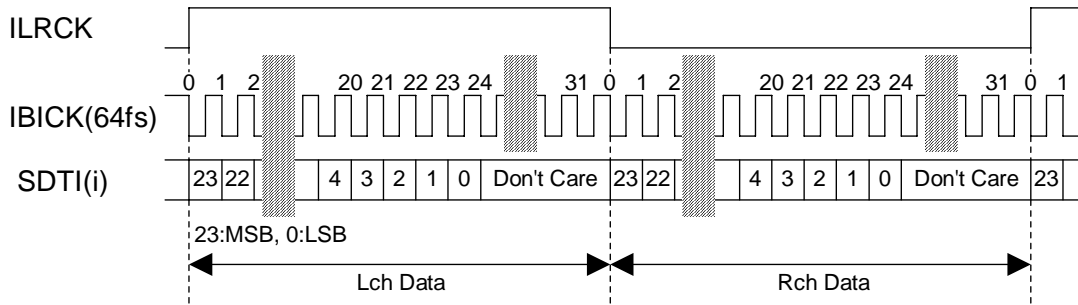 ILRCK
0 1 2 20 21 22 23 24 31 0 1 2 20 21 22 23 24 31 0 1
IBICK(64fs)
SDTI(i) 23 22 4 3 2 1 0 Don't Care 23 22 4 3 2 1 0 Don't Care 23
23:MSB, 0:LSB
Lch Data Rch Data